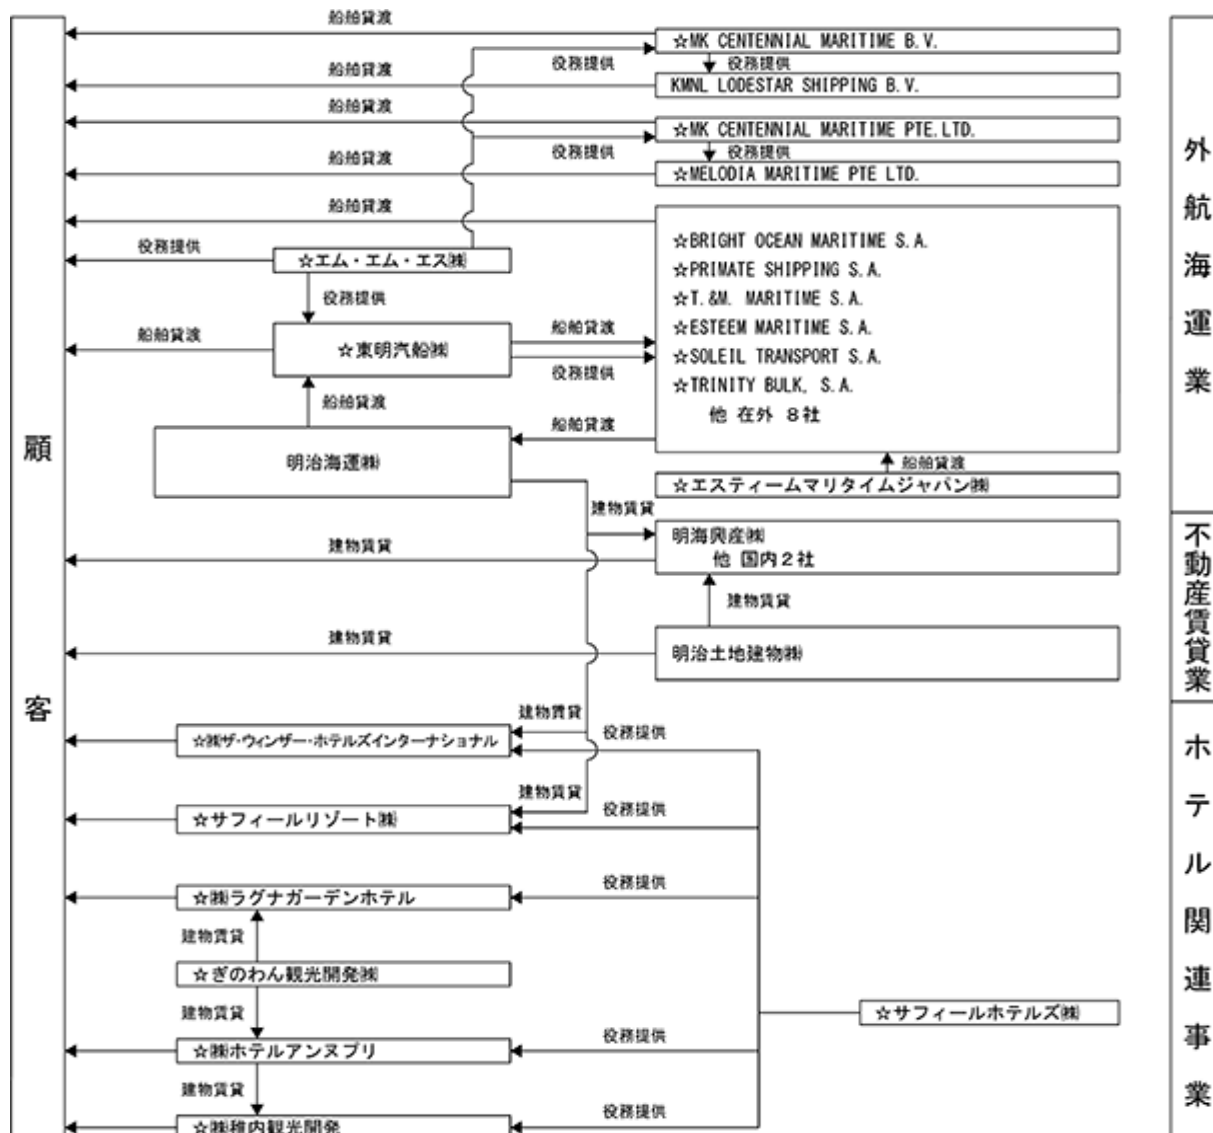 船舶貸渡
☆MK CENTENNIAL MARITIME B.V.
役務提供
役務提供
船舶貸渡
KMNL LODESTAR SHIPPING B.V.
船舶貸渡
☆MK CENTENNIAL MARITIME PTE.LTD.
役務提供
役務提供
船舶貸渡
☆MELODIA MARITIME PTE LTD.
船舶貸渡
役務提供
☆エム・エム・エス㈱
☆BRIGHT OCEAN MARITIME S.A.
☆PRIMATE SHIPPING S.A.
☆T.&M. MARITIME S.A.
☆ESTEEM MARITIME S.A.
☆SOLEIL TRANSPORT S.A.
☆TRINITY BULK, S.A.
他 在外 8社
役務提供
船舶貸渡
☆東明汽船㈱
船舶貸渡
役務提供
船舶貸渡
船舶貸渡
明治海運㈱
船舶貸渡
☆エスティームマリタイムジャパン㈱
建物賃貸
明海興産㈱
他 国内2社
建物賃貸
建物賃貸
建物賃貸
明治土地建物㈱
建物賃貸
役務提供
☆㈱ザ・ウィンザー・ホテルズインターナショナル
建物賃貸
役務提供
☆サフィールリゾート㈱
役務提供
☆㈱ラグナガーデンホテル
建物賃貸
☆ぎのわん観光開発㈱
建物賃貸
☆サフィールホテルズ㈱
役務提供
☆㈱ホテルアンヌプリ
建物賃貸
役務提供
☆㈱稚内観光開発
顧客
外航海運業
不動産賃貸業
ホテル関連事業